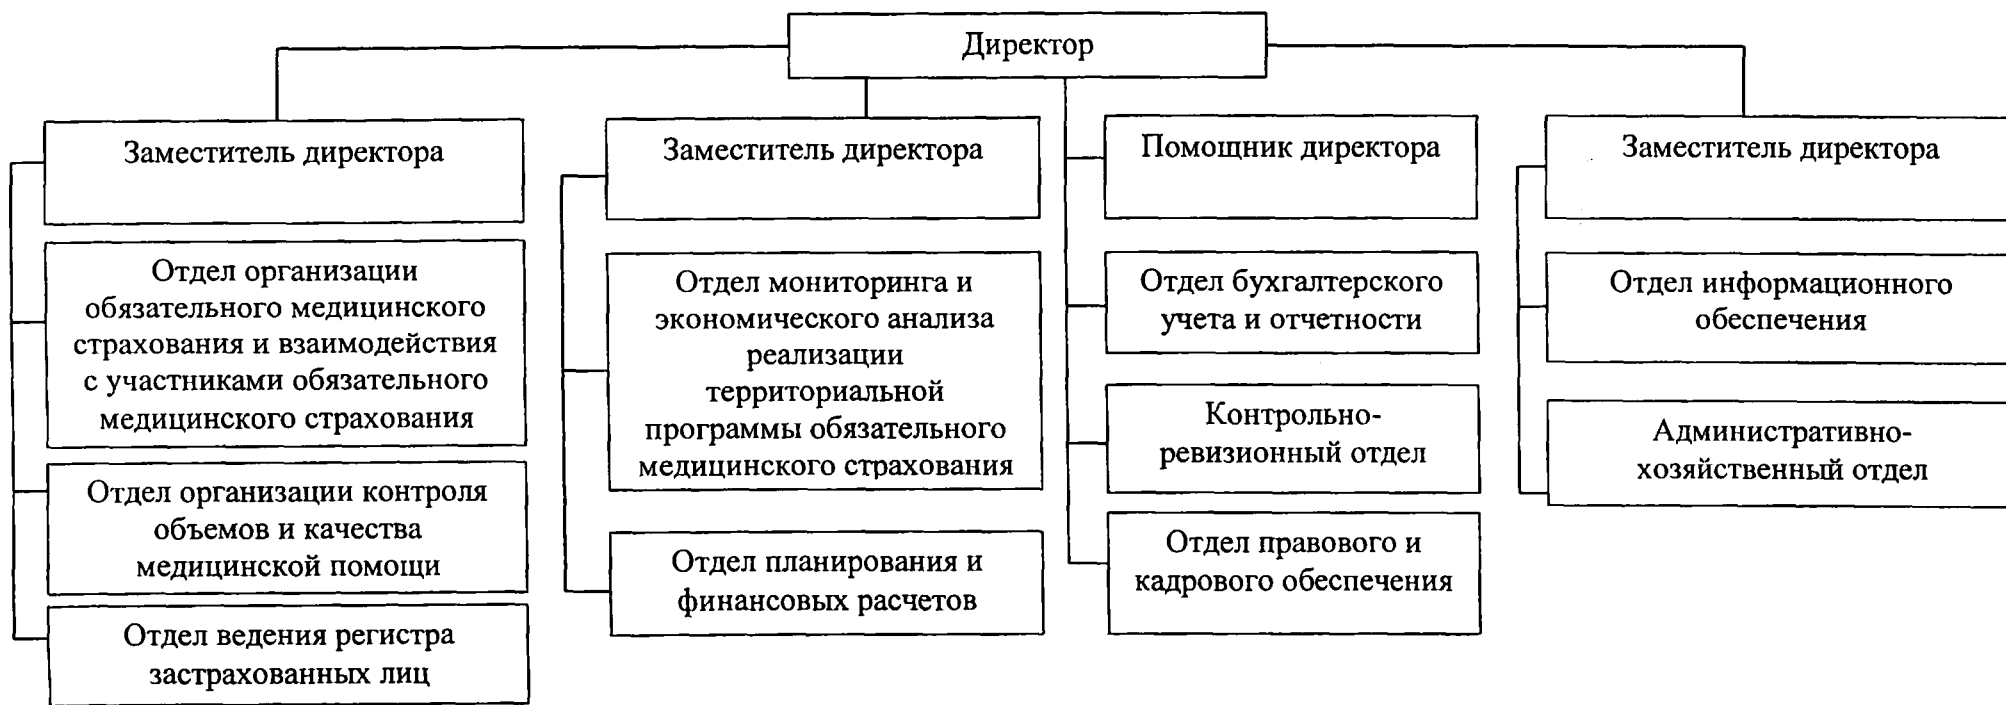 Директор
Заместитель директора
Отдел организации
обязательного медицинского
страхования и взаимодействия
с участниками обязательного
медицинского страхования
Отдел организации контроля
объемов и качества
медицинской помощи
Отдел ведения регистра
застрахованных лиц
Заместитель директора
Отдел мониторинга и
экономического анализа
реализации
территориальной
программы обязательного
медицинского страхования
Отдел планирования и
финансовых расчетов
Помощник директора
Отдел бухгалтерского
учета и отчетности
Контрольно-
ревизионный отдел
Отдел правового и
кадрового обеспечения
Заместитель директора
Отдел информационного
обеспечения
Административно-
хозяйственный отдел